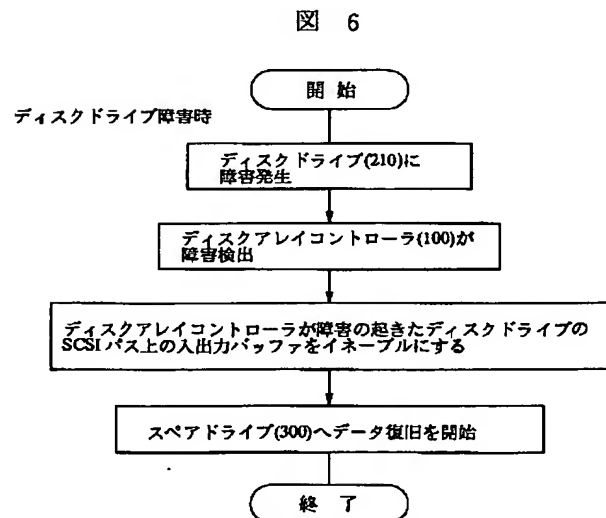 図 6
開始
ディスクドライブ障害時
ディスクドライブ(210)に
障害発生
ディスクアレイコントローラ(100)が
障害検出
ディスクアレイコントローラが障害の起きたディスクドライブの
SCSIバス上の入出力バッファをイネーブルにする
スペアドライブ(300)へデータ復旧を開始
終了